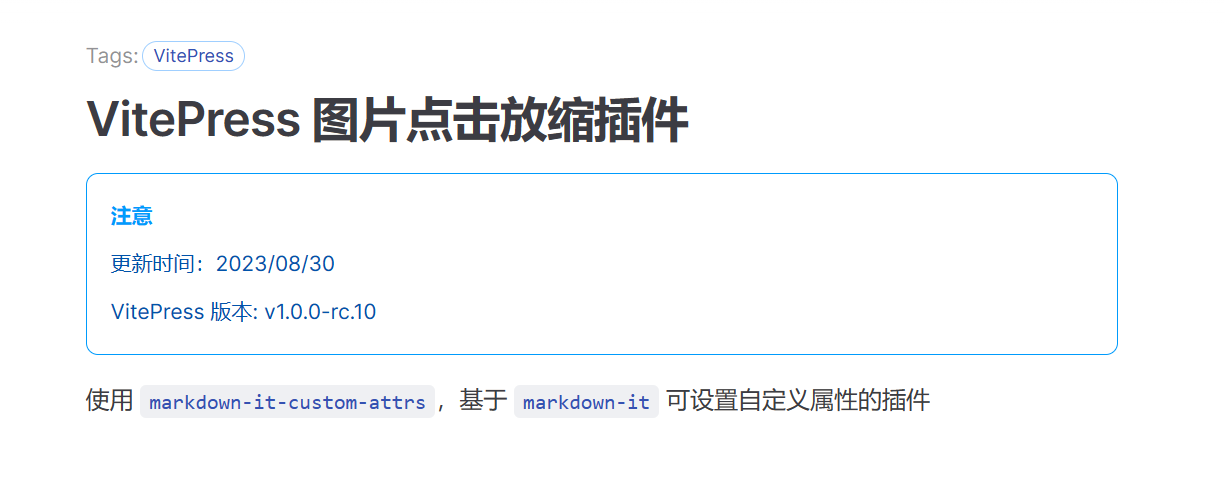 Tags: VitePress
VitePress 图片点击放缩插件
注意
更新时间：2023/08/30
VitePress 版本: v1.0.0-rc.10
使用 markdown-it-custom-attrs，基于 markdown-it 可设置自定义属性的插件